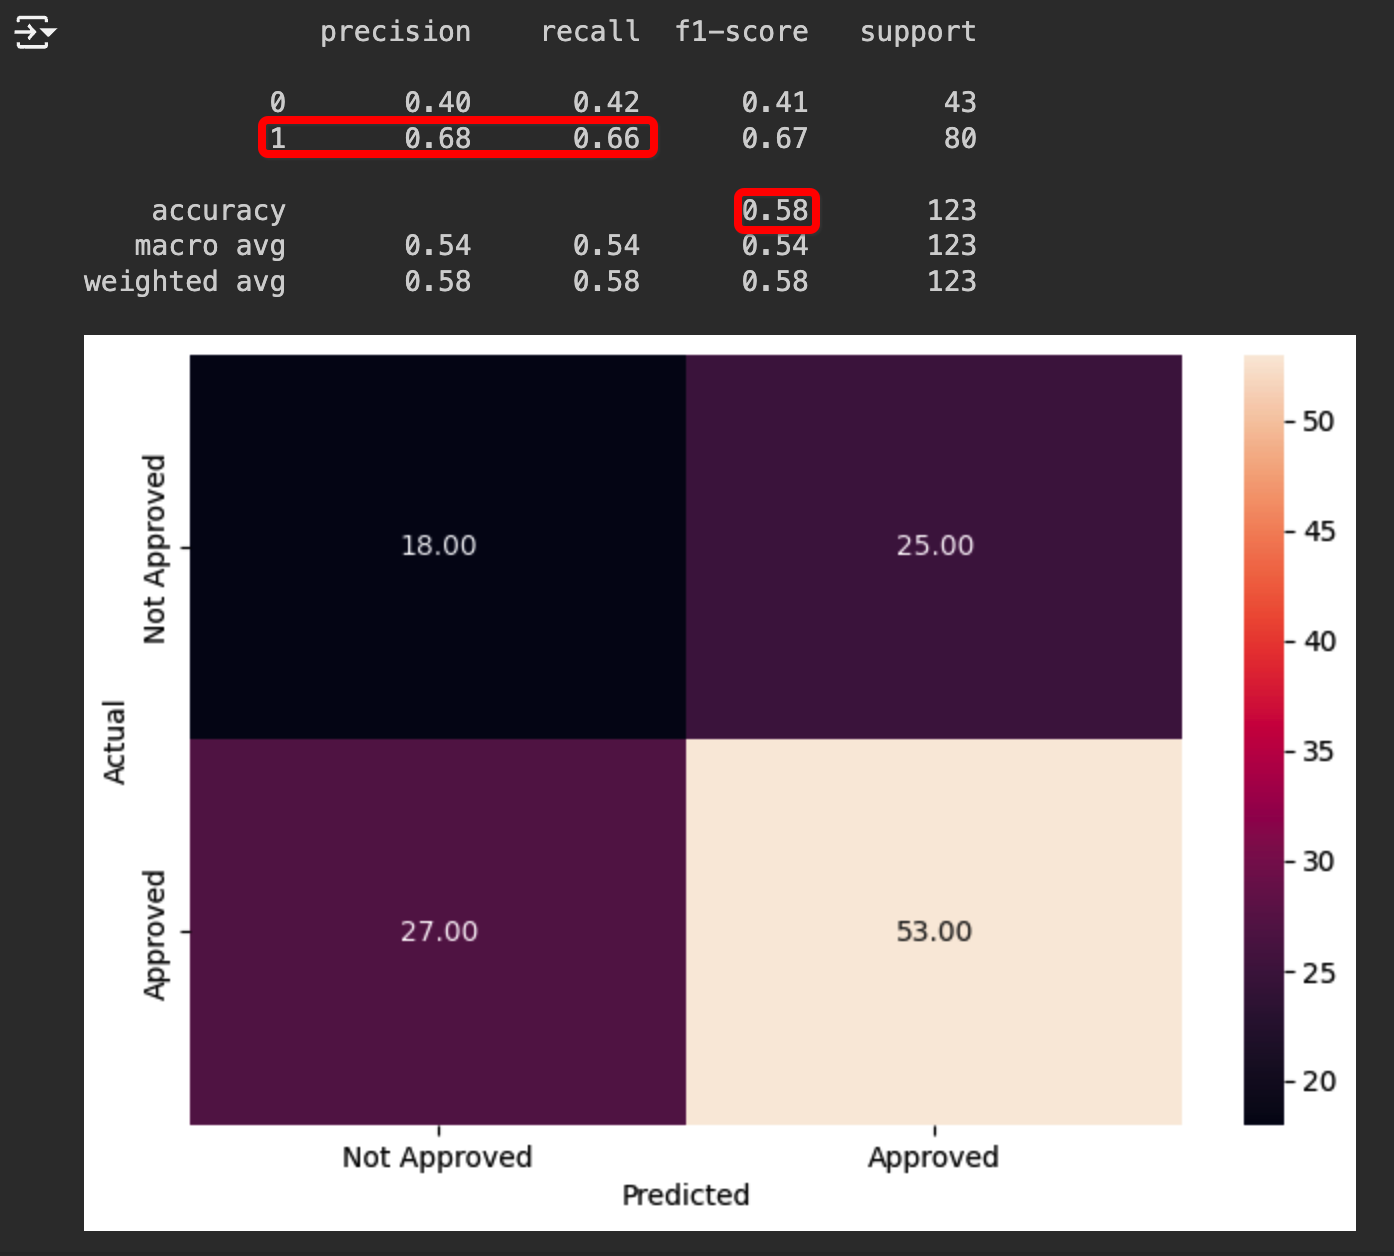 precision recall f1-score support
0 0.40 0.42 0.41 43
1 0.68 0.66 0.67 80
accuracy 0.58 123
macro avg 0.54 0.54 0.54 123
weighted avg 0.58 0.58 0.58 123
Actual
Not Approved
Approved
18.00 25.00
27.00 53.00
Not Approved Approved
Predicted
50
45
40
35
30
25
20